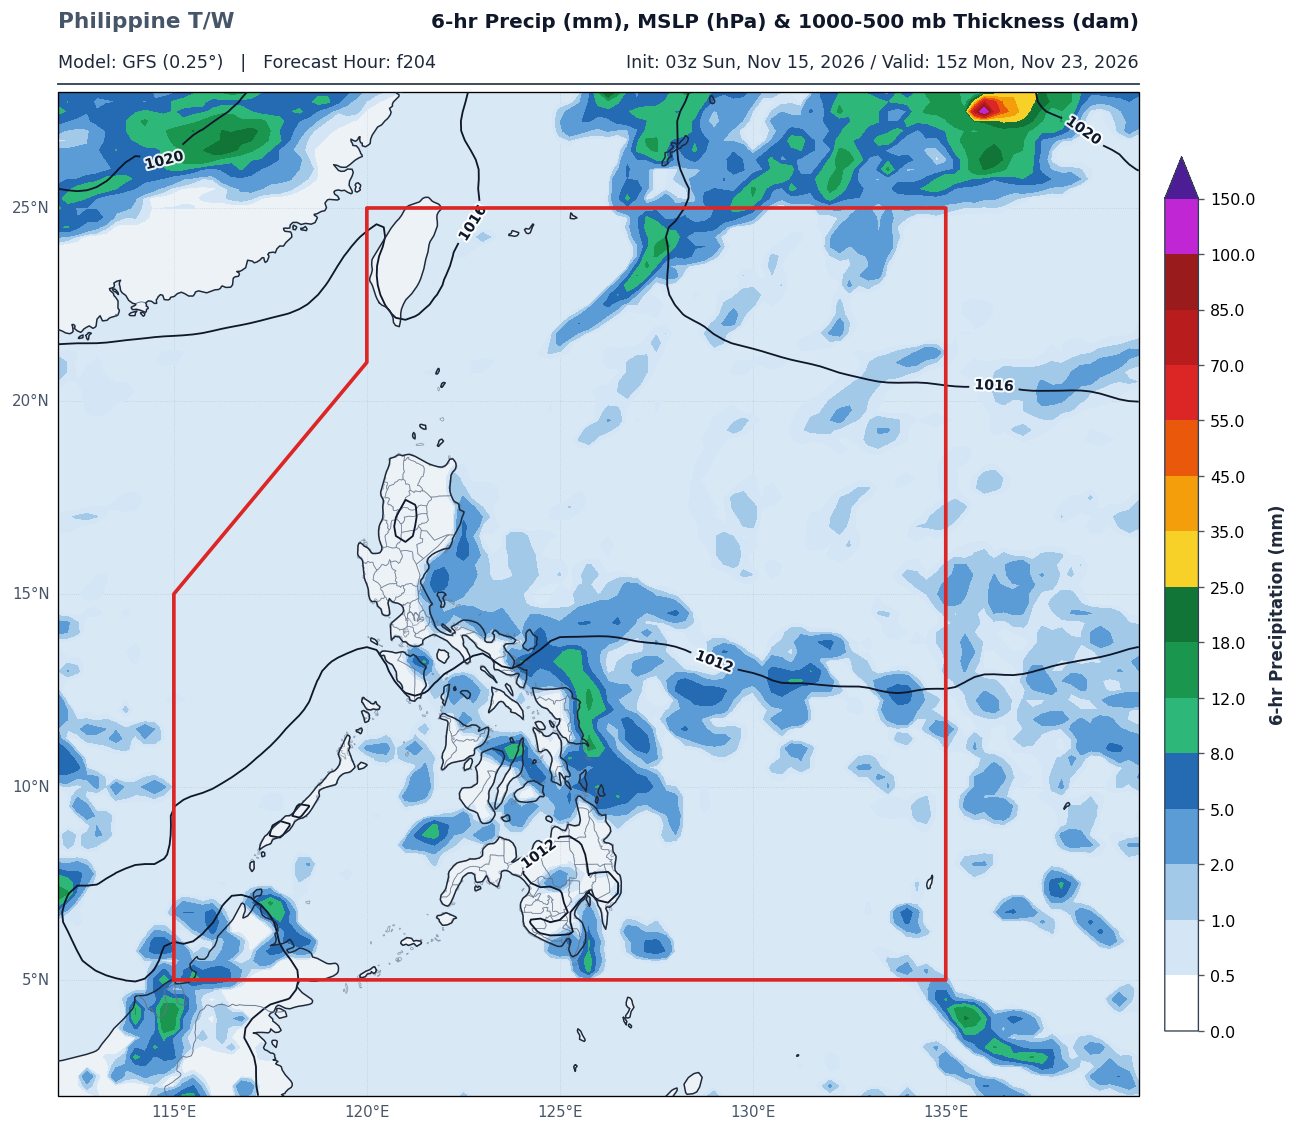 Philippine T/W
6-hr Precip (mm), MSLP (hPa) & 1000-500 mb Thickness (dam)
Model: GFS (0.25°) | Forecast Hour: f204
Init: 03z Sun, Nov 15, 2026 / Valid: 15z Mon, Nov 23, 2026
1020
1020
1016
1016
1012
1012
25°N
20°N
15°N
10°N
5°N
115°E
120°E
125°E
130°E
135°E
150.0
100.0
85.0
70.0
55.0
45.0
35.0
25.0
18.0
12.0
8.0
5.0
2.0
1.0
0.5
0.0
6-hr Precipitation (mm)